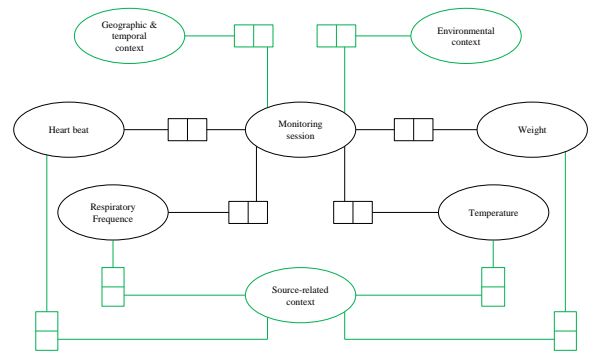 Geographic &
temporal
context
Environmental
context
Heart beat
Monitoring
session
Weight
Respiratory
Frequence
Temperature
Source-related
context